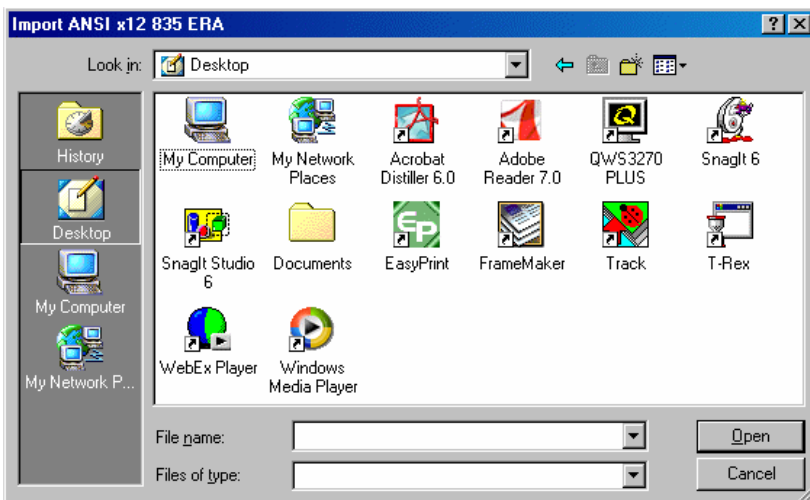 Import ANSI x12 835 ERA
Look in:
Desktop
History
Desktop
My Computer
My Network P...
My Computer
My Network
Places
Acrobat
Distiller 6.0
Adobe
Reader 7.0
QWS3270
PLUS
SnagIt 6
SnagIt Studio
6
Documents
EasyPrint
FrameMaker
Track
T-Rex
WebEx Player
Windows
Media Player
File name:
Open
Files of type:
Cancel